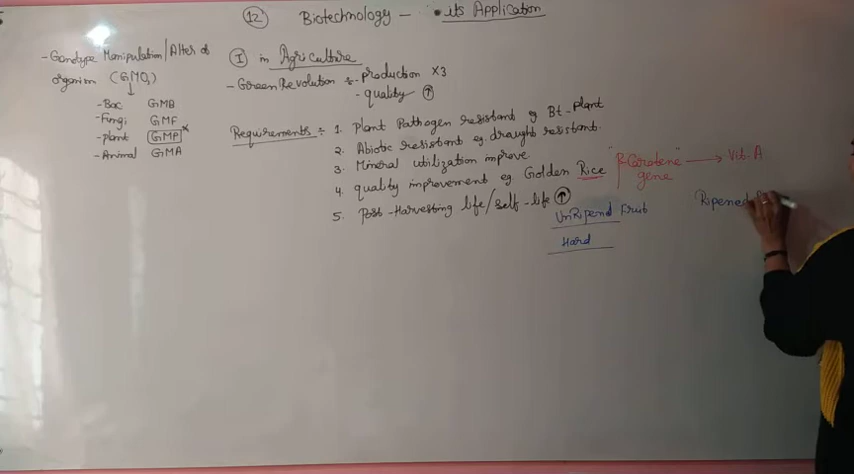 12 Biotechnology – its Application
- Genotype Manipulation/Alter of
organism (GMO,)
↓
- Bac GMB
- Fungi GMF
- plant GMP *
- Animal GMA
I in Agriculture
- Green Revolution ÷ - production X3
- quality ↑
Requirements ÷ 1. Plant Pathogen resistant eg Bt - Plant
2. Abiotic resistant eg. draught resistant.
3. Mineral utilization improve.
4. quality improvement eg. Golden Rice "β-Carotene" gene → Vit. A
5. Post-Harvesting life/self-life ↑
UnRipend Fruit
Hard
Ripened